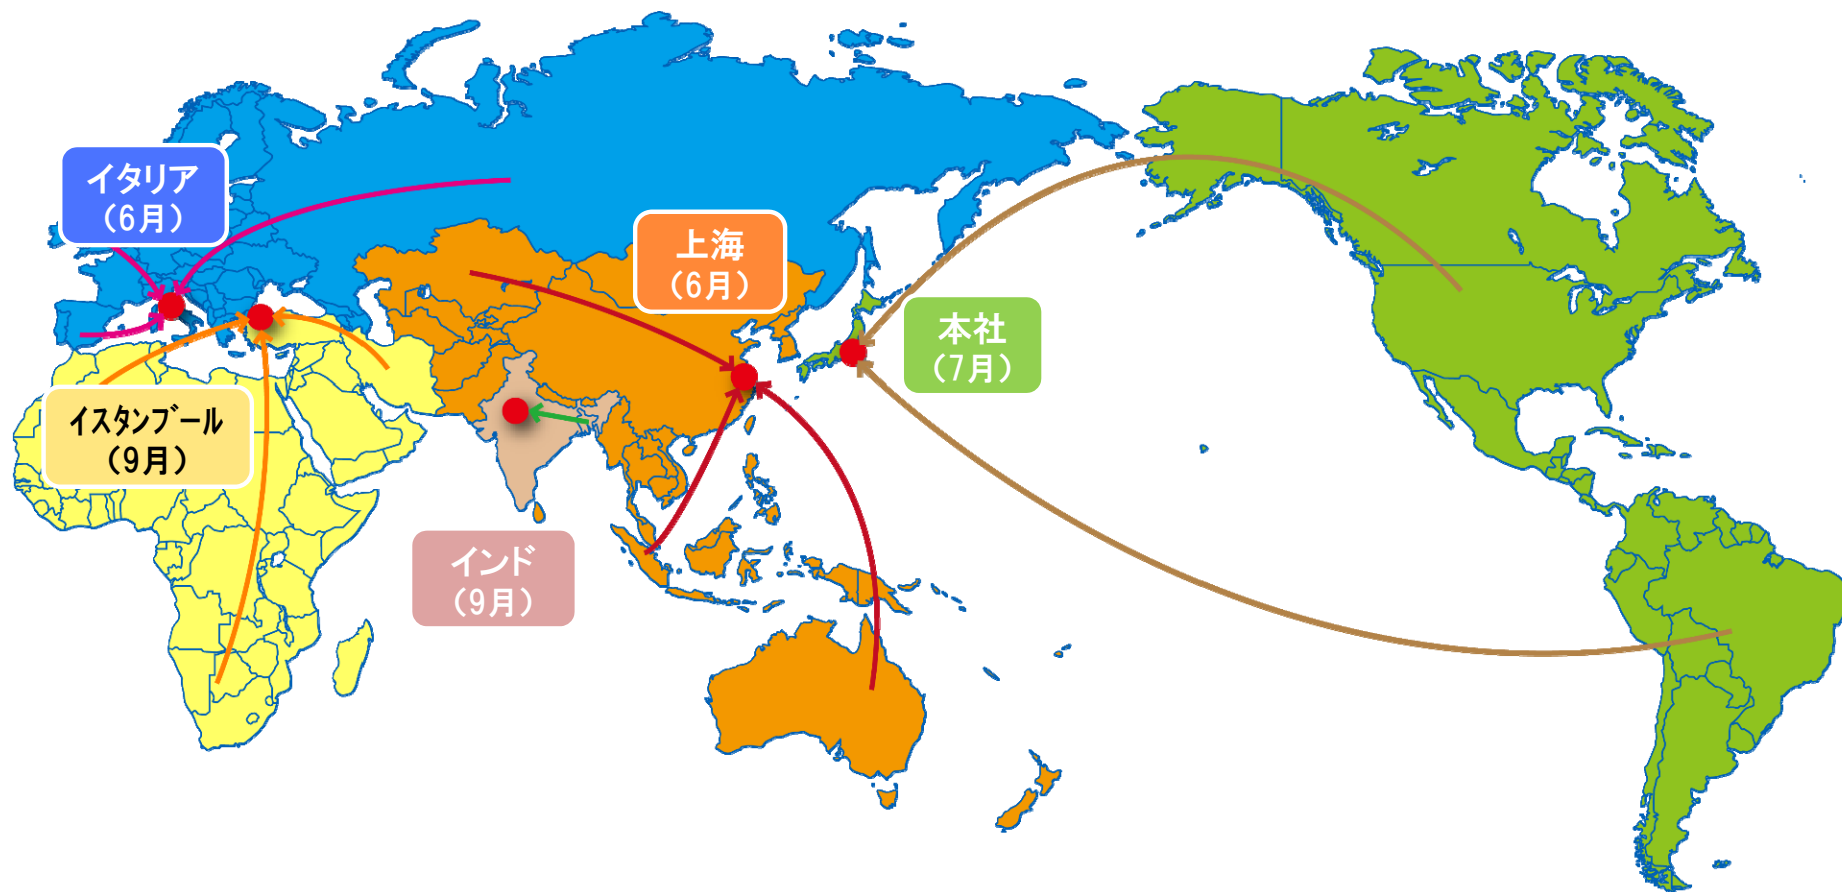 イタリア
（6月）
上海
（6月）
本社
（7月）
イスタンブール
（9月）
インド
（9月）